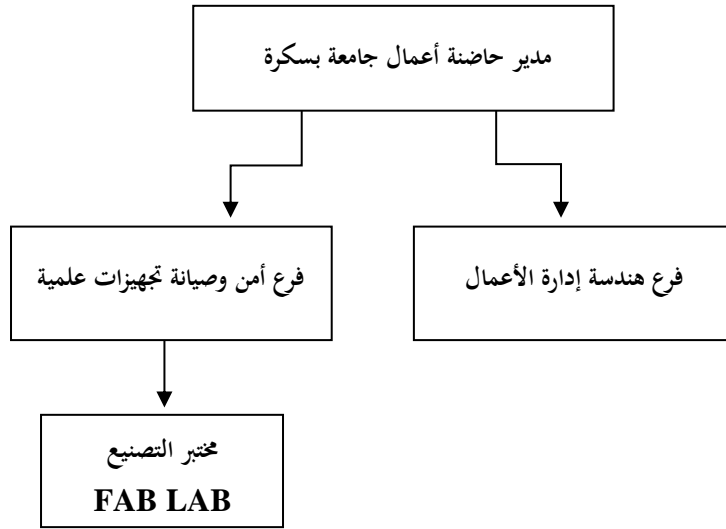 مدير حاضنة أعمال جامعة بسكرة
فرع هندسة إدارة الأعمال
فرع أمن وصيانة تجهيزات علمية
مختبر التصنيع
FAB LAB